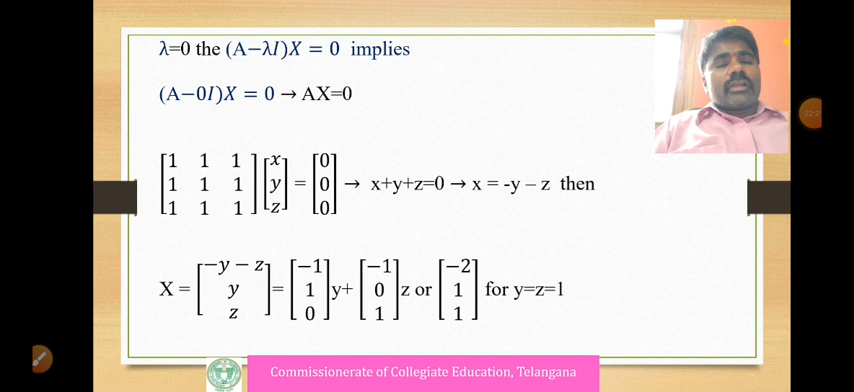 λ=0 the (A−λI)X = 0 implies
(A−0I)X = 0 → AX=0
[1 1 1; 1 1 1; 1 1 1] [x; y; z] = [0; 0; 0] → x+y+z=0 → x = -y – z then
X = [−y − z; y; z] = [−1; 1; 0] y+ [−1; 0; 1] z or [−2; 1; 1] for y=z=1
Commissionerate of Collegiate Education, Telangana